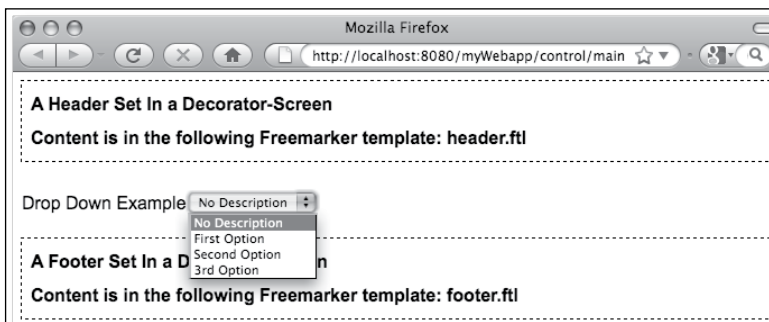 Mozilla Firefox
http://localhost:8080/myWebapp/control/main
A Header Set In a Decorator-Screen
Content is in the following Freemarker template: header.ftl
Drop Down Example No Description
No Description
First Option
Second Option
3rd Option
A Footer Set In a D n
Content is in the following Freemarker template: footer.ftl